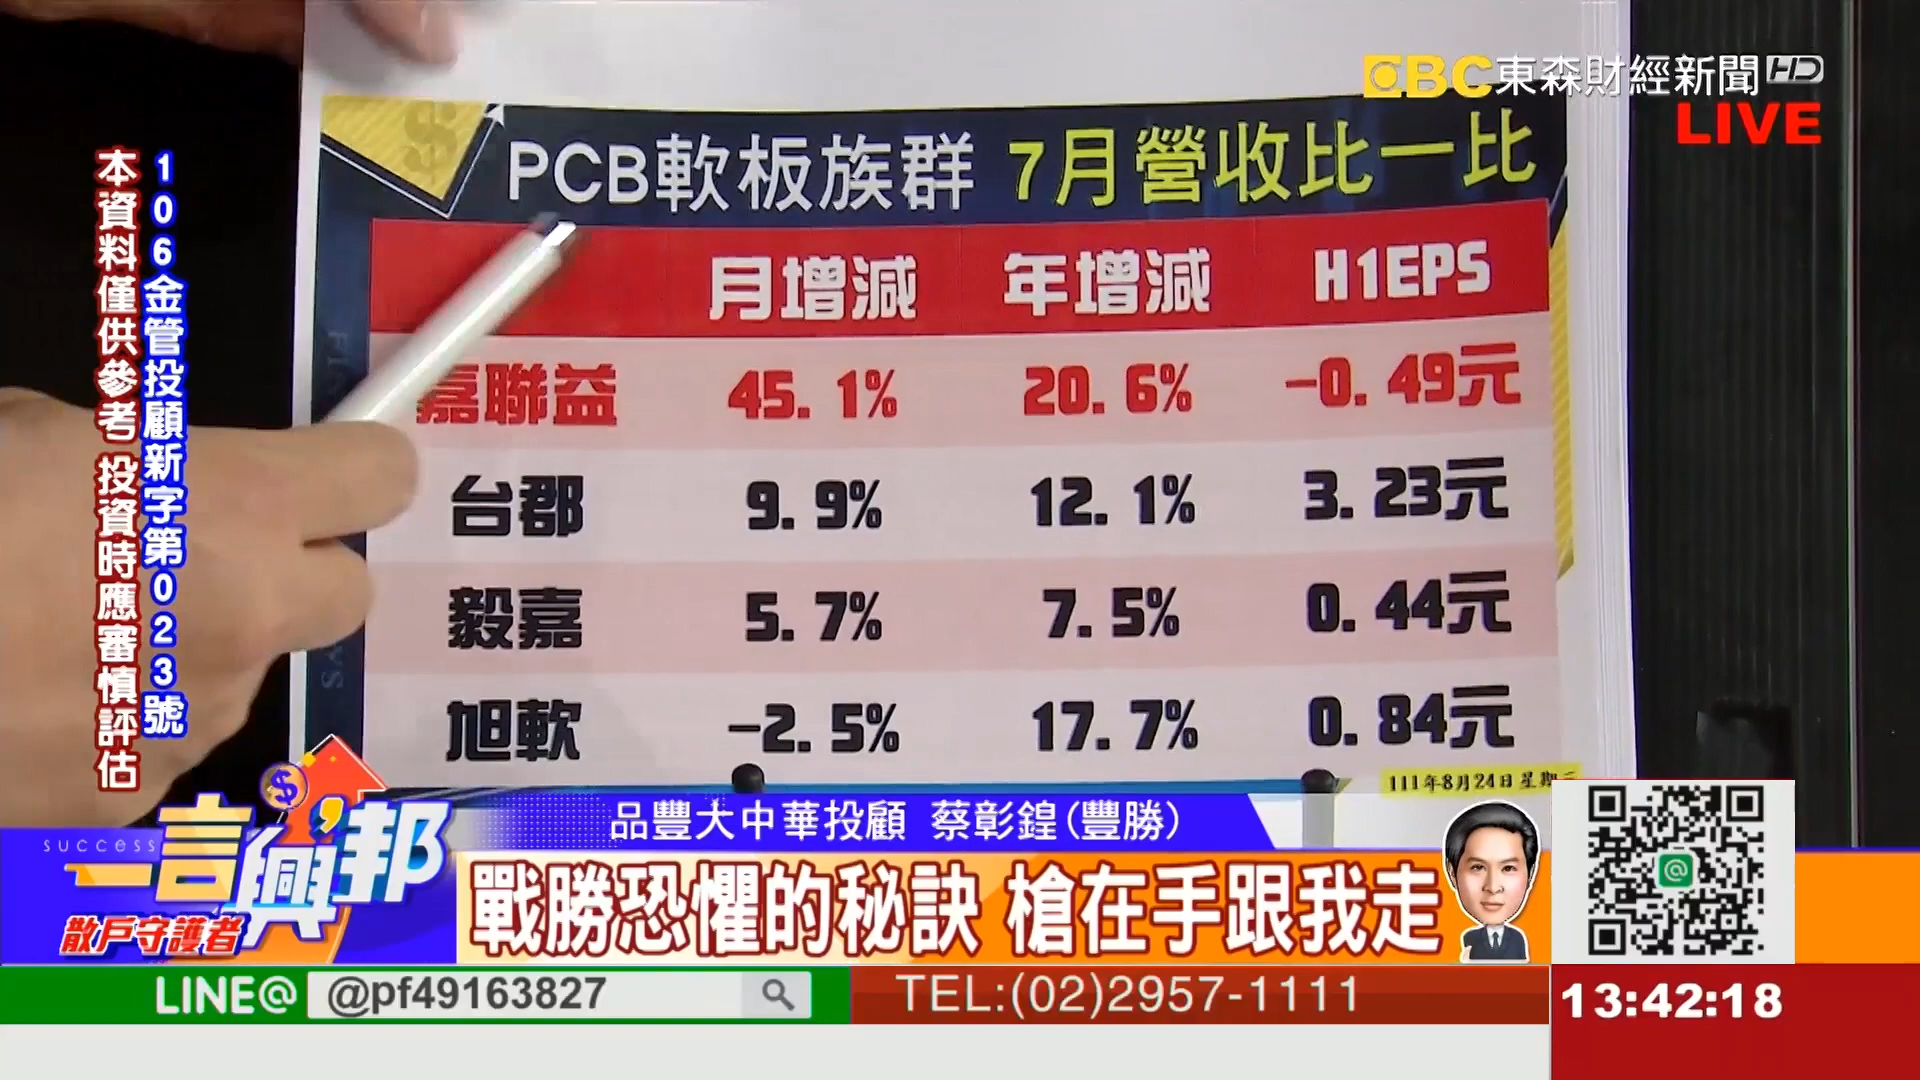 EBC東森財經新聞HD
LIVE
106金管投顧新字第023號
本資料僅供參考 投資時應審慎評估
PCB軟板族群 7月營收比一比
月增減 年增減 H1EPS
嘉聯益 45.1% 20.6% -0.49元
台郡 9.9% 12.1% 3.23元
毅嘉 5.7% 7.5% 0.44元
旭軟 -2.5% 17.7% 0.84元
111年8月24日 星期三
success
一言興邦
散戶守護者
品豐大中華投顧 蔡彰鍠(豐勝)
戰勝恐懼的秘訣 槍在手跟我走
LINE@ @pf49163827
TEL:(02)2957-1111
13:42:18